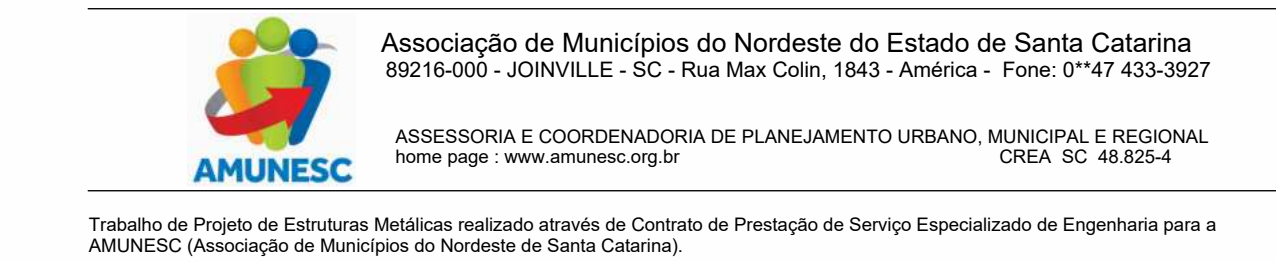 Associação de Municípios do Nordeste do Estado de Santa Catarina
89216-000 - JOINVILLE - SC - Rua Max Colin, 1843 - América - Fone: 0**47 433-3927
ASSESSORIA E COORDENADORIA DE PLANEJAMENTO URBANO, MUNICIPAL E REGIONAL
home page : www.amunesc.org.br CREA SC 48.825-4
AMUNESC
Trabalho de Projeto de Estruturas Metálicas realizado através de Contrato de Prestação de Serviço Especializado de Engenharia para a
AMUNESC (Associação de Municípios do Nordeste de Santa Catarina).